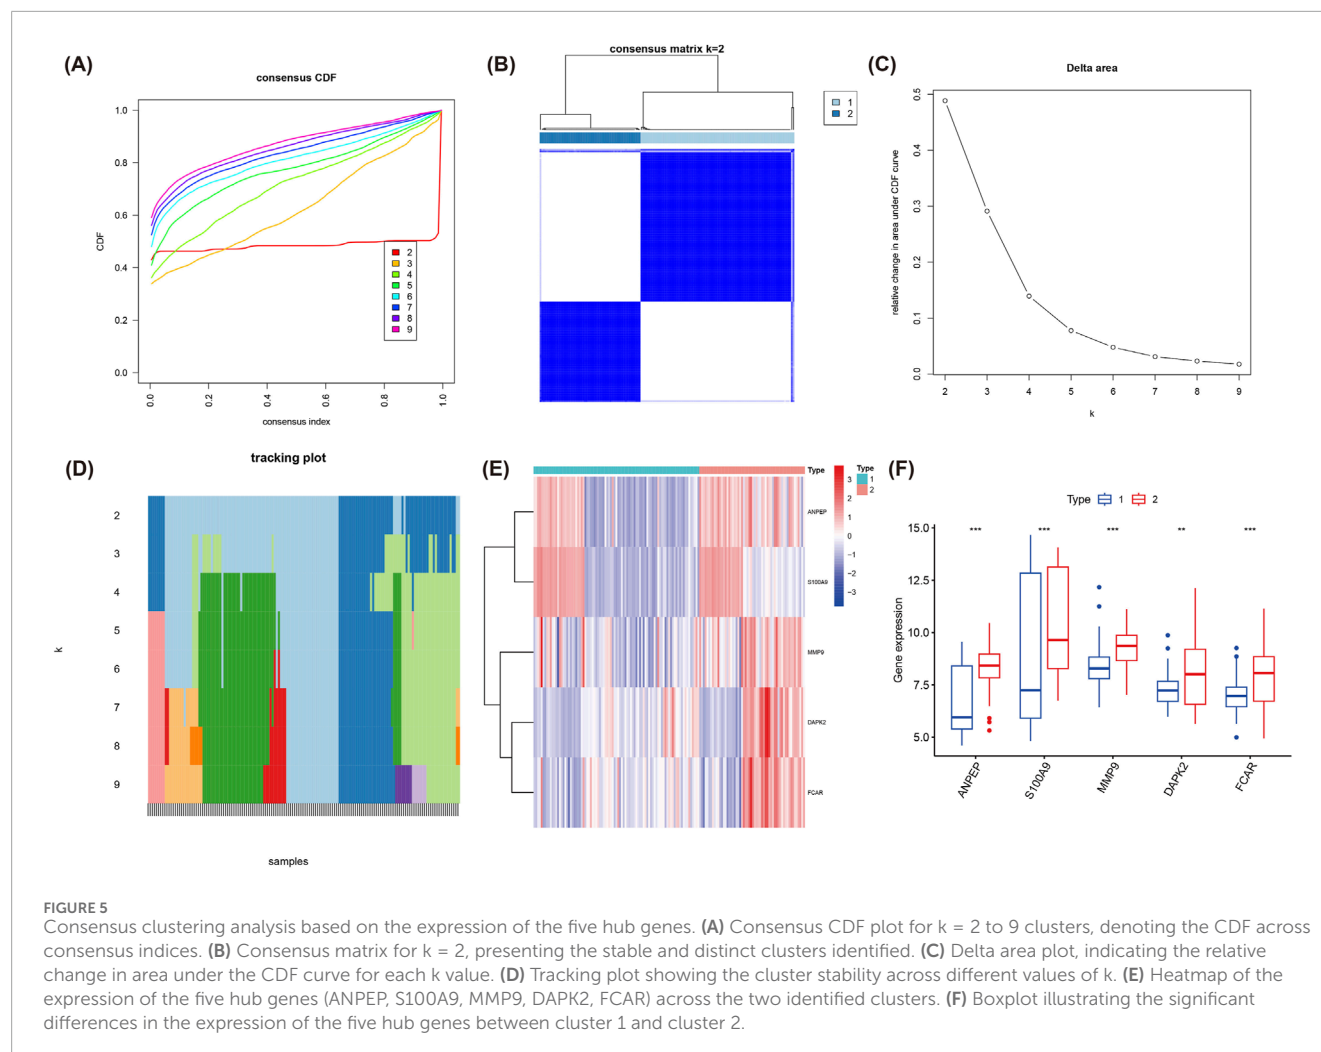 (A)
consensus CDF
CDF
1.0
0.8
0.6
0.4
0.2
0.0
2
3
4
5
6
7
8
9
0.0 0.2 0.4 0.6 0.8 1.0
consensus index
(B)
consensus matrix k=2
1
2
(C)
Delta area
relative change in area under CDF curve
0.5
0.4
0.3
0.2
0.1
0.0
2 3 4 5 6 7 8 9
k
(D)
tracking plot
k
2
3
4
5
6
7
8
9
samples
(E)
Type
ANPEP
S100A9
MMP9
DAPK2
FCAR
3
2
1
0
−1
−2
−3
Type
1
2
(F)
Type 1 2
Gene expression
15.0
12.5
10.0
7.5
5.0
*** *** *** ** ***
ANPEP
S100A9
MMP9
DAPK2
FCAR
FIGURE 5
Consensus clustering analysis based on the expression of the five hub genes. (A) Consensus CDF plot for k = 2 to 9 clusters, denoting the CDF across
consensus indices. (B) Consensus matrix for k = 2, presenting the stable and distinct clusters identified. (C) Delta area plot, indicating the relative
change in area under the CDF curve for each k value. (D) Tracking plot showing the cluster stability across different values of k. (E) Heatmap of the
expression of the five hub genes (ANPEP, S100A9, MMP9, DAPK2, FCAR) across the two identified clusters. (F) Boxplot illustrating the significant
differences in the expression of the five hub genes between cluster 1 and cluster 2.